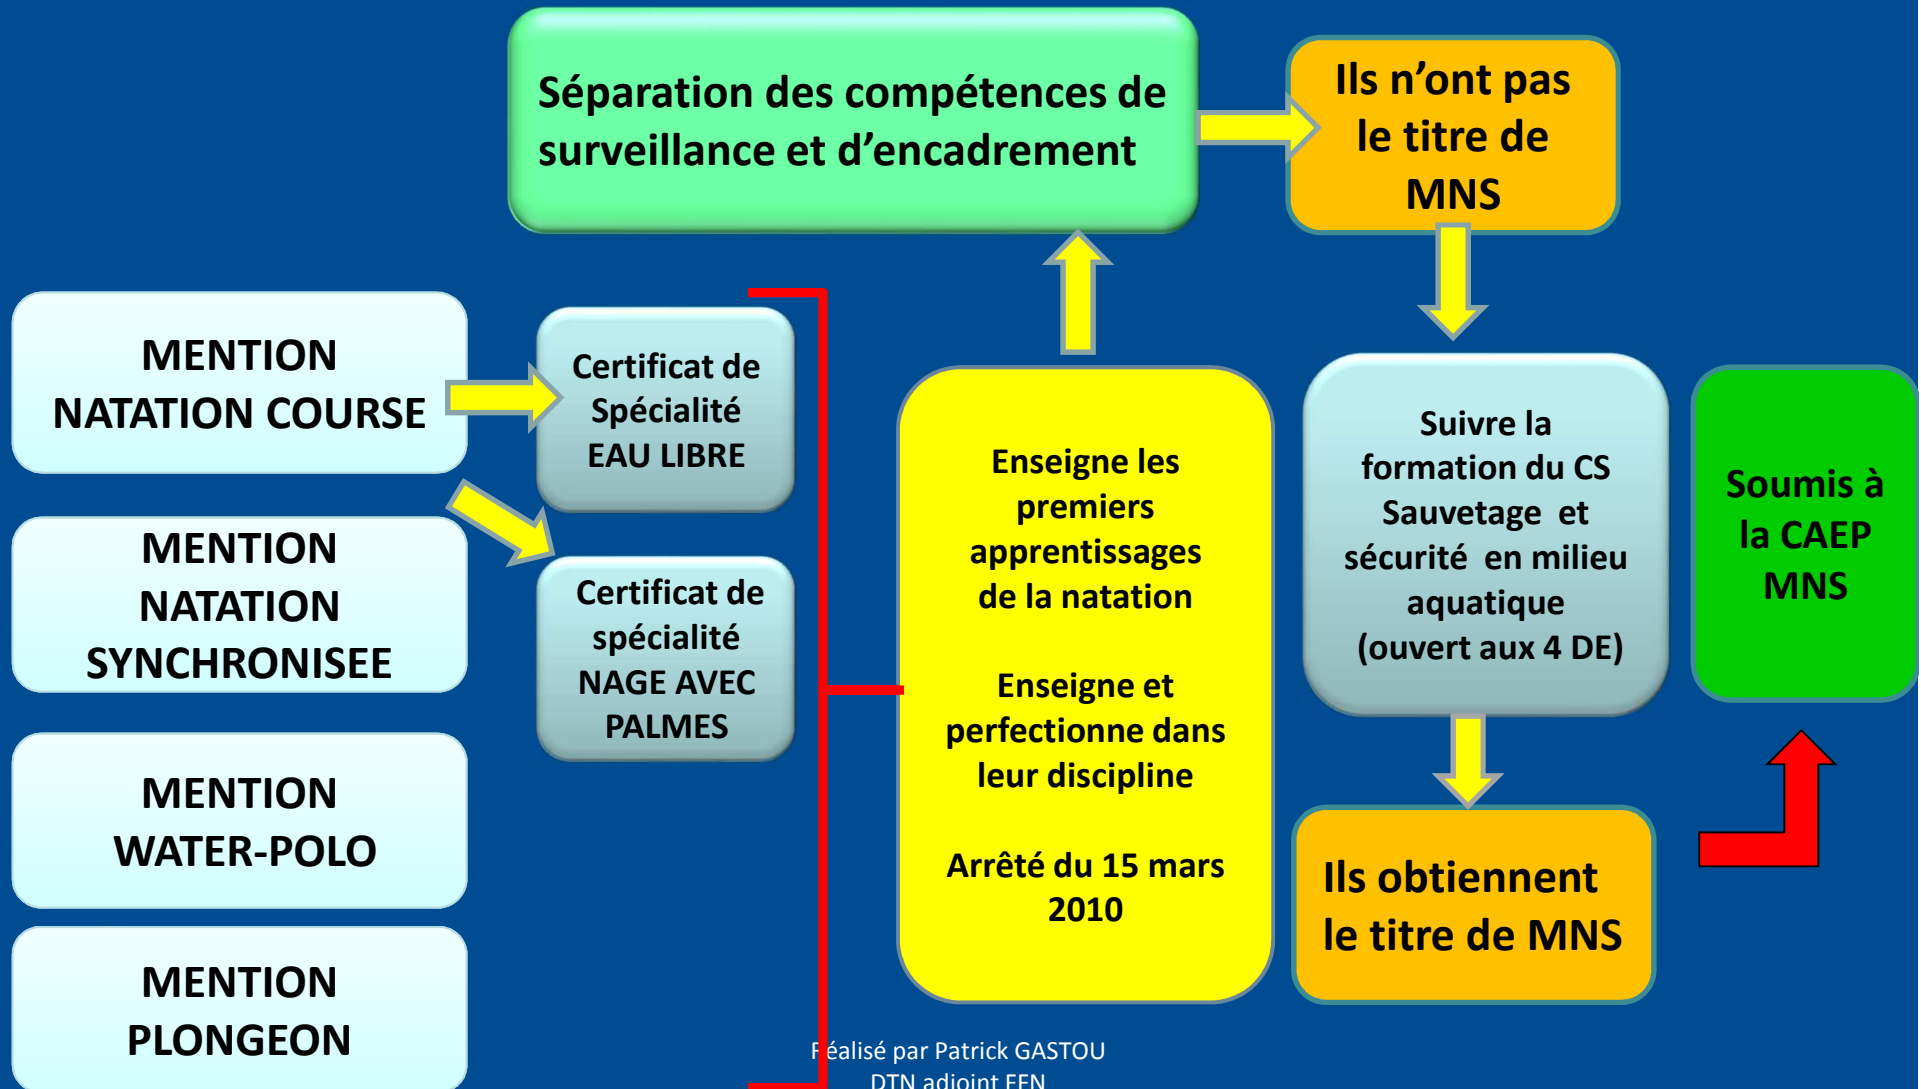 Séparation des compétences de
surveillance et d'encadrement
Ils n'ont pas
le titre de
MNS
MENTION
NATATION COURSE
Certificat de
Spécialité
EAU LIBRE
MENTION
NATATION
SYNCHRONISEE
Certificat de
spécialité
NAGE AVEC
PALMES
MENTION
WATER-POLO
MENTION
PLONGEON
Enseigne les
premiers
apprentissages
de la natation
Enseigne et
perfectionne dans
leur discipline
Arrêté du 15 mars
2010
Suivre la
formation du CS
Sauvetage et
sécurité en milieu
aquatique
(ouvert aux 4 DE)
Soumis à
la CAEP
MNS
Ils obtiennent
le titre de MNS
Réalisé par Patrick GASTOU
DTN adjoint FFN